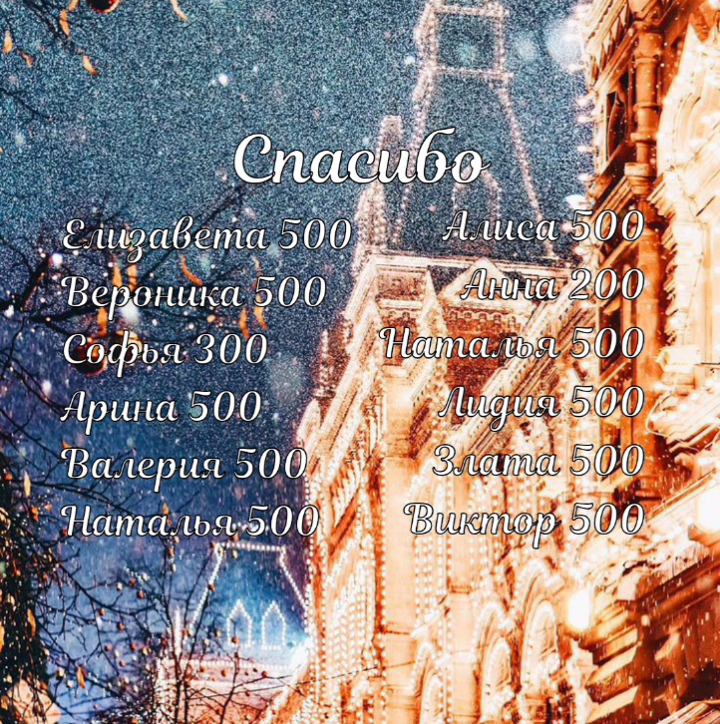 Спасибо
Елизавета 500
Вероника 500
Софья 300
Арина 500
Валерия 500
Наталья 500
Алиса 500
Анна 200
Наталья 500
Лидия 500
Злата 500
Виктор 500